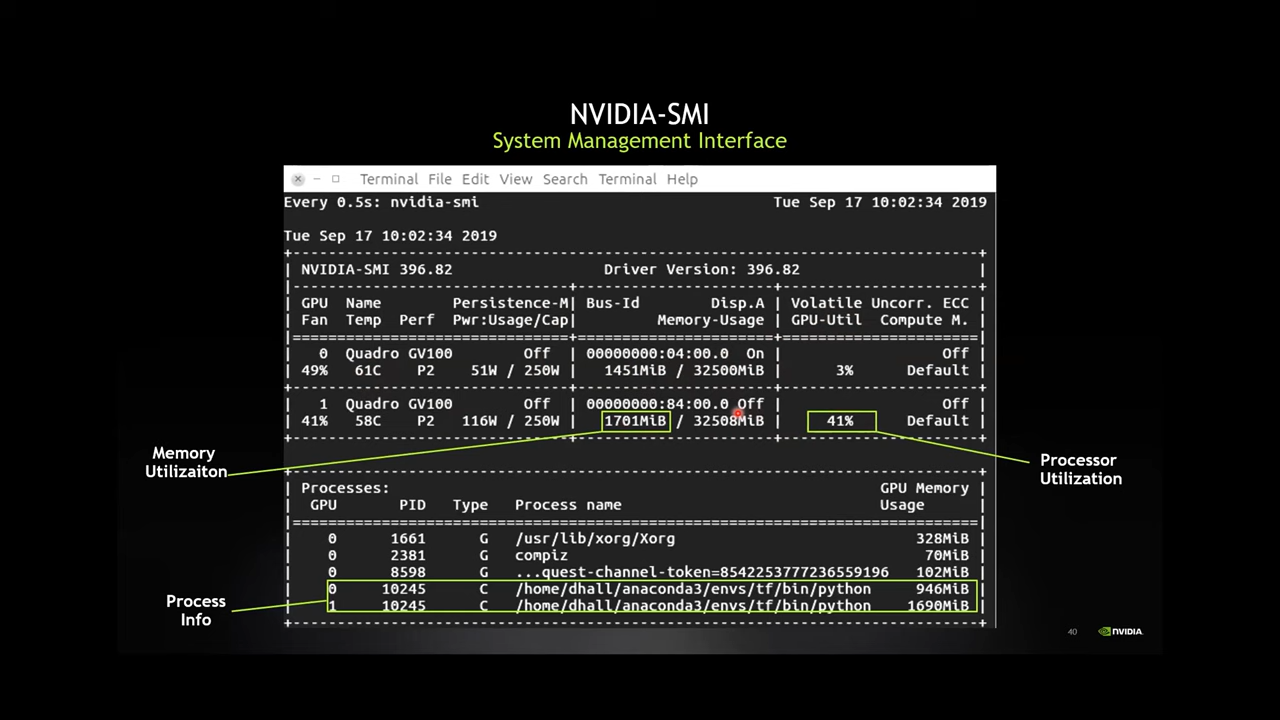 NVIDIA-SMI
System Management Interface
Terminal File Edit View Search Terminal Help
Every 0.5s: nvidia-smi Tue Sep 17 10:02:34 2019
Tue Sep 17 10:02:34 2019
NVIDIA-SMI 396.82 Driver Version: 396.82
GPU Name Persistence-M| Bus-Id Disp.A | Volatile Uncorr. ECC
Fan Temp Perf Pwr:Usage/Cap| Memory-Usage | GPU-Util Compute M.
0 Quadro GV100 Off | 00000000:04:00.0 On | Off
49% 61C P2 51W / 250W | 1451MiB / 32500MiB | 3% Default
1 Quadro GV100 Off | 00000000:84:00.0 Off | Off
41% 58C P2 116W / 250W | 1701MiB / 32508MiB | 41% Default
Memory
Utilizaiton
Processor
Utilization
Processes: GPU Memory
GPU PID Type Process name Usage
0 1661 G /usr/lib/xorg/Xorg 328MiB
0 2381 G compiz 70MiB
0 8598 G ...quest-channel-token=8542253777236559196 102MiB
0 10245 C /home/dhall/anaconda3/envs/tf/bin/python 946MiB
1 10245 C /home/dhall/anaconda3/envs/tf/bin/python 1690MiB
Process
Info
40 NVIDIA.